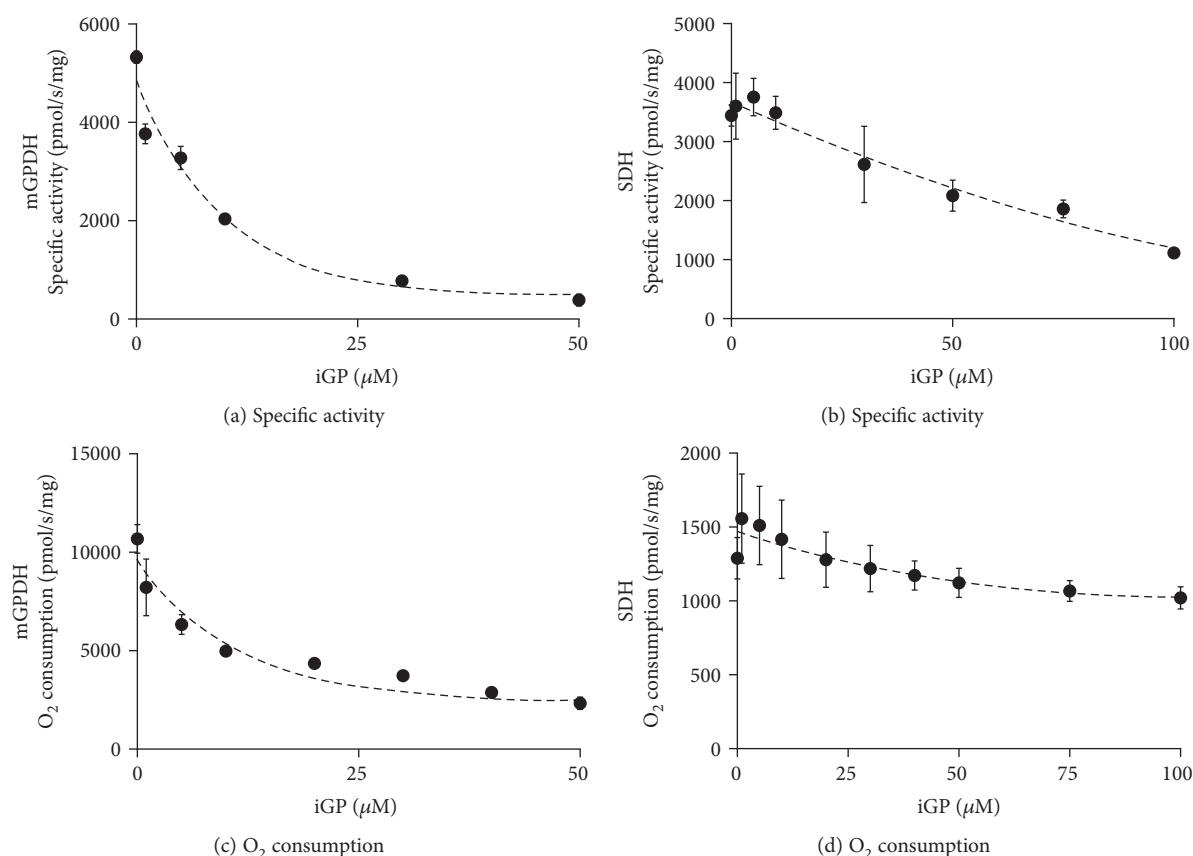 6000
4000
2000
0
mGPDH
Specific activity (pmol/s/mg)
0
25
50
iGP (μM)
(a) Specific activity
5000
4000
3000
2000
1000
0
SDH
Specific activity (pmol/s/mg)
0
50
100
iGP (μM)
(b) Specific activity
15000
10000
5000
0
mGPDH
O₂ consumption (pmol/s/mg)
0
25
50
iGP (μM)
(c) O₂ consumption
2000
1500
1000
500
0
SDH
O₂ consumption (pmol/s/mg)
0
25
50
75
100
iGP (μM)
(d) O₂ consumption